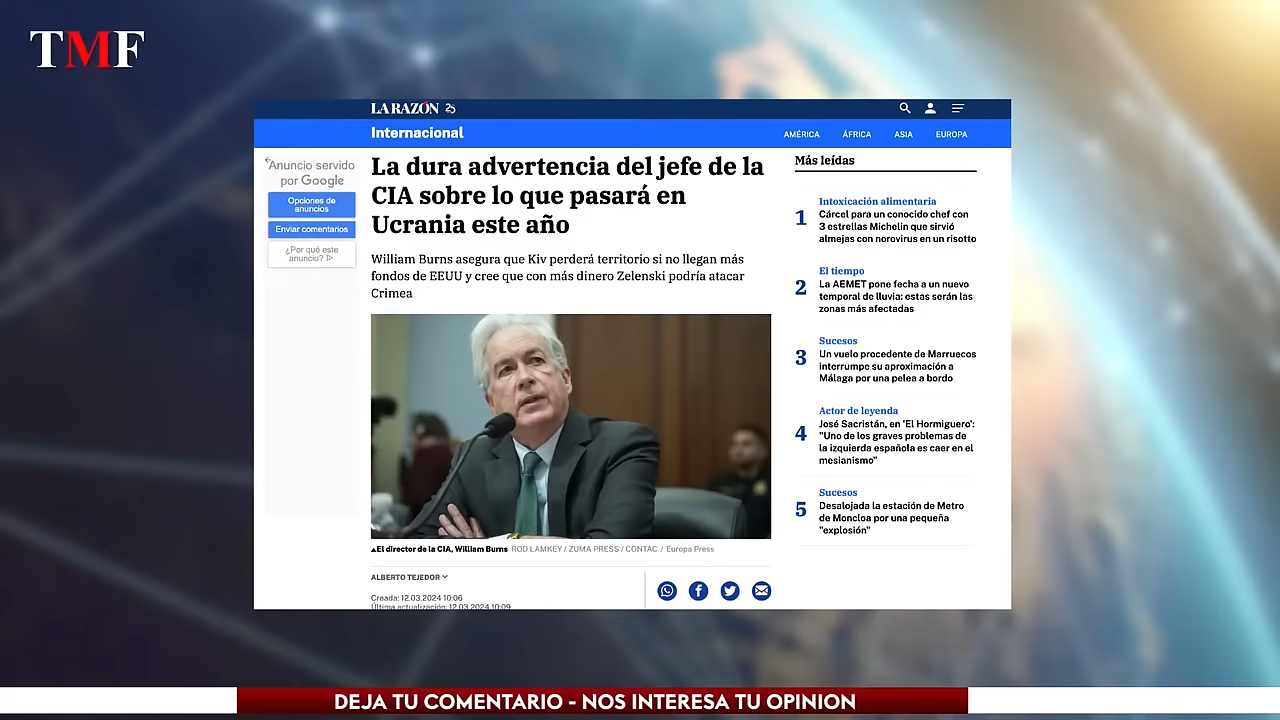 TMF
LA RAZÓN 25
Internacional
AMÉRICA ÁFRICA ASIA EUROPA
Anuncio servido
por Google
Opciones de
anuncios
Enviar comentarios
¿Por qué este
anuncio?
La dura advertencia del jefe de la
CIA sobre lo que pasará en
Ucrania este año
William Burns asegura que Kiv perderá territorio si no llegan más
fondos de EEUU y cree que con más dinero Zelenski podría atacar
Crimea
El director de la CIA, William Burns ROD LAMKEY / ZUMA PRESS / CONTAC / Europa Press
ALBERTO TEJEDOR
Creada: 12.03.2024 10:06
Última actualización: 12.03.2024 10:09
Más leídas
1
Intoxicación alimentaria
Cárcel para un conocido chef con
3 estrellas Michelin que sirvió
almejas con norovirus en un risotto
2
El tiempo
La AEMET pone fecha a un nuevo
temporal de lluvia: estas serán las
zonas más afectadas
3
Sucesos
Un vuelo procedente de Marruecos
interrumpe su aproximación a
Málaga por una pelea a bordo
4
Actor de leyenda
José Sacristán, en 'El Hormiguero':
"Uno de los graves problemas de
la izquierda española es caer en el
mesianismo"
5
Sucesos
Desalojada la estación de Metro
de Moncloa por una pequeña
"explosión"
DEJA TU COMENTARIO - NOS INTERESA TU OPINION